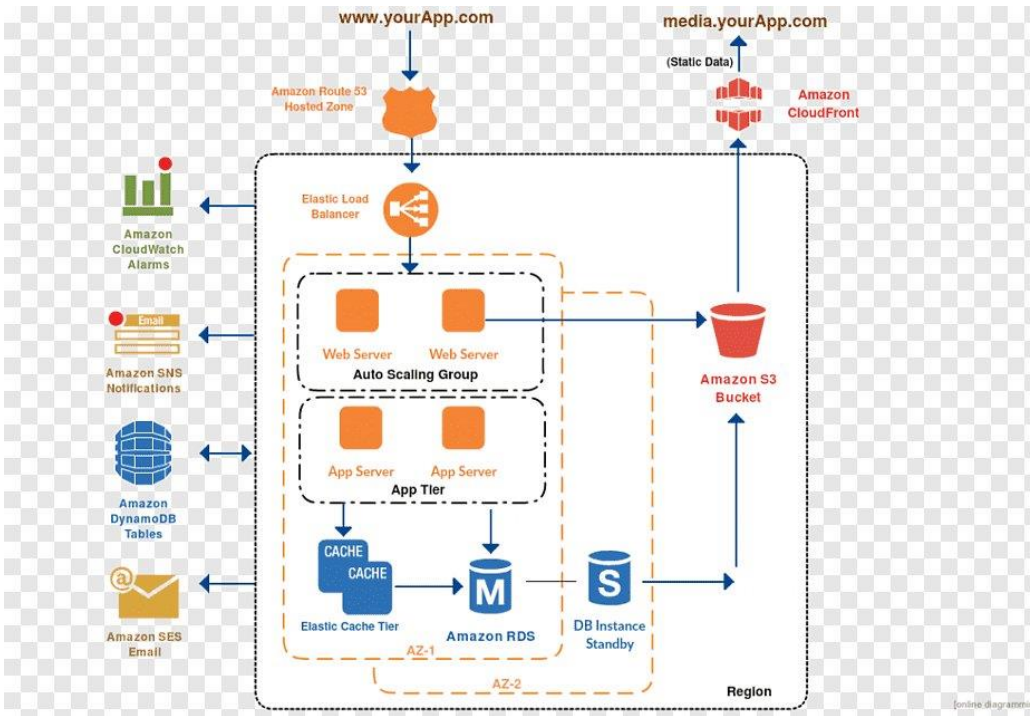 www.yourApp.com
media.yourApp.com
(Static Data)
Amazon Route 53
Hosted Zone
Amazon
CloudFront
Elastic Load
Balancer
Amazon
CloudWatch
Alarms
Email
Amazon SNS
Notifications
Web Server
Web Server
Auto Scaling Group
Amazon S3
Bucket
App Server
App Server
App Tier
Amazon
DynamoDB
Tables
CACHE
CACHE
Elastic Cache Tier
M
Amazon RDS
S
DB Instance
Standby
@
Amazon SES
Email
AZ-1
AZ-2
Region
[online diagrammi